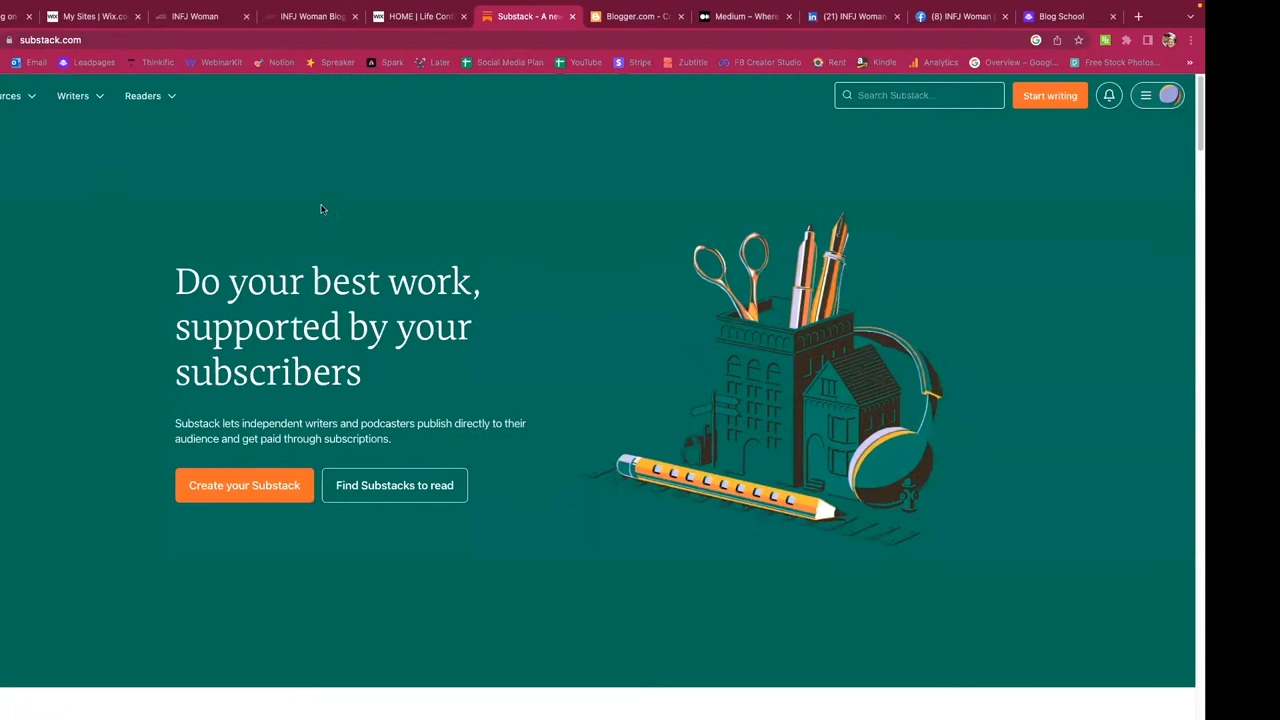 g on
My Sites | Wix.co
INFJ Woman
INFJ Woman Blog
HOME | Life Cont
Substack - A new
Blogger.com - C
Medium – Where
(21) INFJ Woman
(8) INFJ Woman |
Blog School
substack.com
Email
Leadpages
Thinkific
WebinarKit
Notion
Spreaker
Spark
Later
Social Media Plan
YouTube
Stripe
Zubtitle
FB Creator Studio
Rent
Kindle
Analytics
Overview – Googl...
Free Stock Photos...
urces
Writers
Readers
Search Substack...
Start writing
Do your best work,
supported by your
subscribers
Substack lets independent writers and podcasters publish directly to their
audience and get paid through subscriptions.
Create your Substack
Find Substacks to read